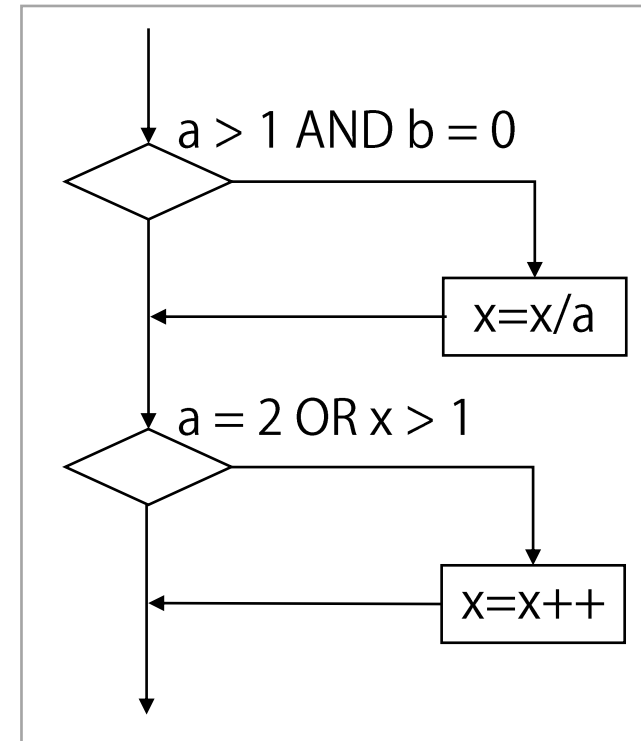 a > 1 AND b = 0
x=x/a
a = 2 OR x > 1
x=x++